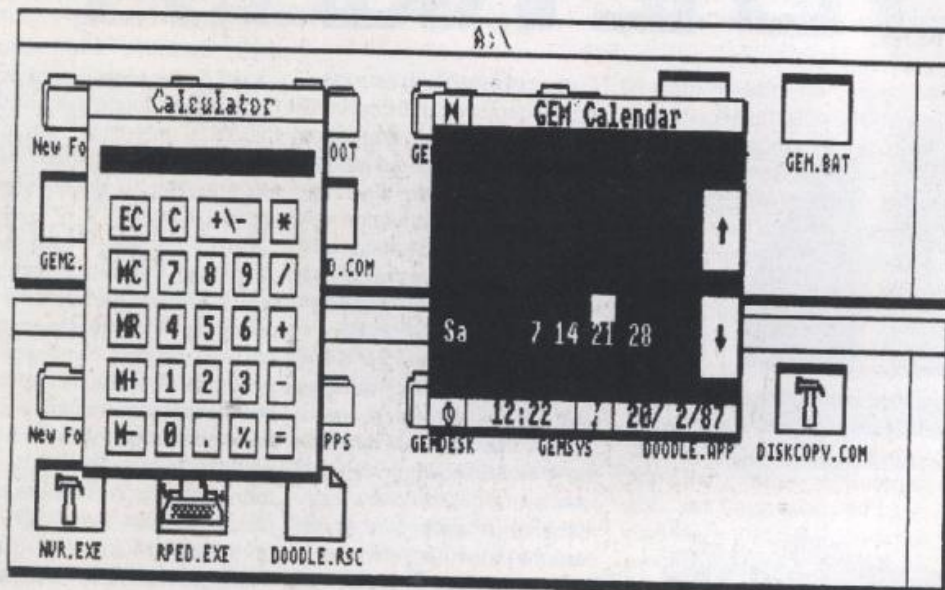 A:\
Calculator
GEM Calendar
New Fo
OOT
GE
GEM.BAT
EC C +\- *
GEM2.
D.COM
MC 7 8 9 /
MR 4 5 6 +
Sa 7 14 21 28
M+ 1 2 3 -
M- 0 . % =
12:22 20/ 2/87
New Fo
PPS
GEMDESK
GEMSYS
DOODLE.APP
DISKCOPY.COM
NVR.EXE
RPED.EXE
DOODLE.RSC